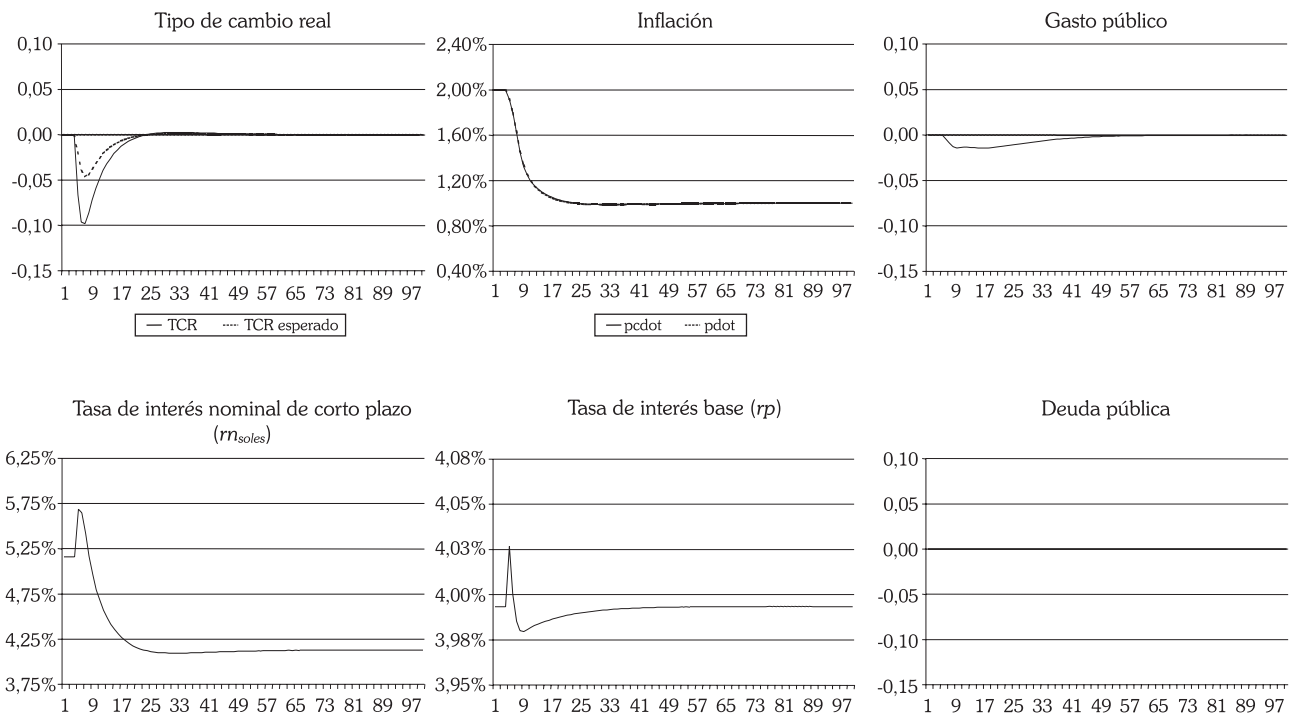 Tipo de cambio real
0,10
0,05
0,00
-0,05
-0,10
-0,15
1 9 17 25 33 41 49 57 65 73 81 89 97
TCR TCR esperado
Inflación
2,40%
2,00%
1,60%
1,20%
0,80%
0,40%
1 9 17 25 33 41 49 57 65 73 81 89 97
pcdot pdot
Gasto público
0,10
0,05
0,00
-0,05
-0,10
-0,15
1 9 17 25 33 41 49 57 65 73 81 89 97
Tasa de interés nominal de corto plazo
(rnsoles)
6,25%
5,75%
5,25%
4,75%
4,25%
3,75%
1 9 17 25 33 41 49 57 65 73 81 89 97
Tasa de interés base (rp)
4,08%
4,05%
4,03%
4,00%
3,98%
3,95%
1 9 17 25 33 41 49 57 65 73 81 89 97
Deuda pública
0,10
0,05
0,00
-0,05
-0,10
-0,15
1 9 17 25 33 41 49 57 65 73 81 89 97